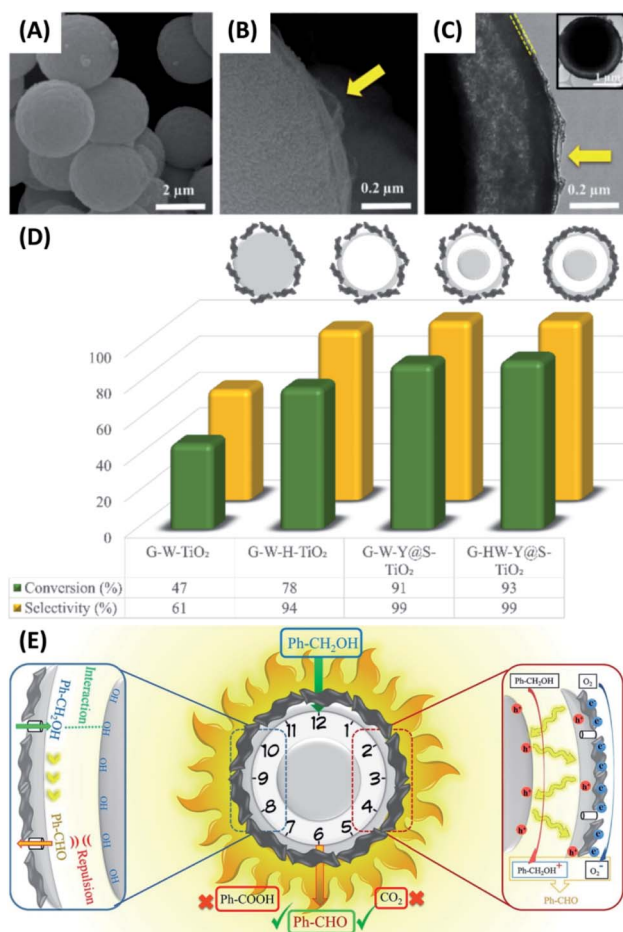 (A)
2 μm
(B)
0.2 μm
(C)
1 μm
0.2 μm
(D)
100
80
60
40
20
0
G-W-TiO₂
G-W-H-TiO₂
G-W-Y@S-
TiO₂
G-HW-Y@S-
TiO₂
Conversion (%) 47 78 91 93
Selectivity (%) 61 94 99 99
(E)
Ph-CH₂OH
Interaction
Ph-CH₂OH
OH
OH
OH
OH
OH
OH
Ph-CHO
Repulsion
12
1
2
3
4
5
6
7
8
9
10
11
Ph-COOH
CO₂
Ph-CHO
Ph-CH₂OH
O₂
h⁺
h⁺
h⁺
h⁺
h⁺
h⁺
h⁺
e⁻
e⁻
e⁻
e⁻
e⁻
e⁻
e⁻
Ph-CH₂OH⁺
O₂⁻
Ph-CHO